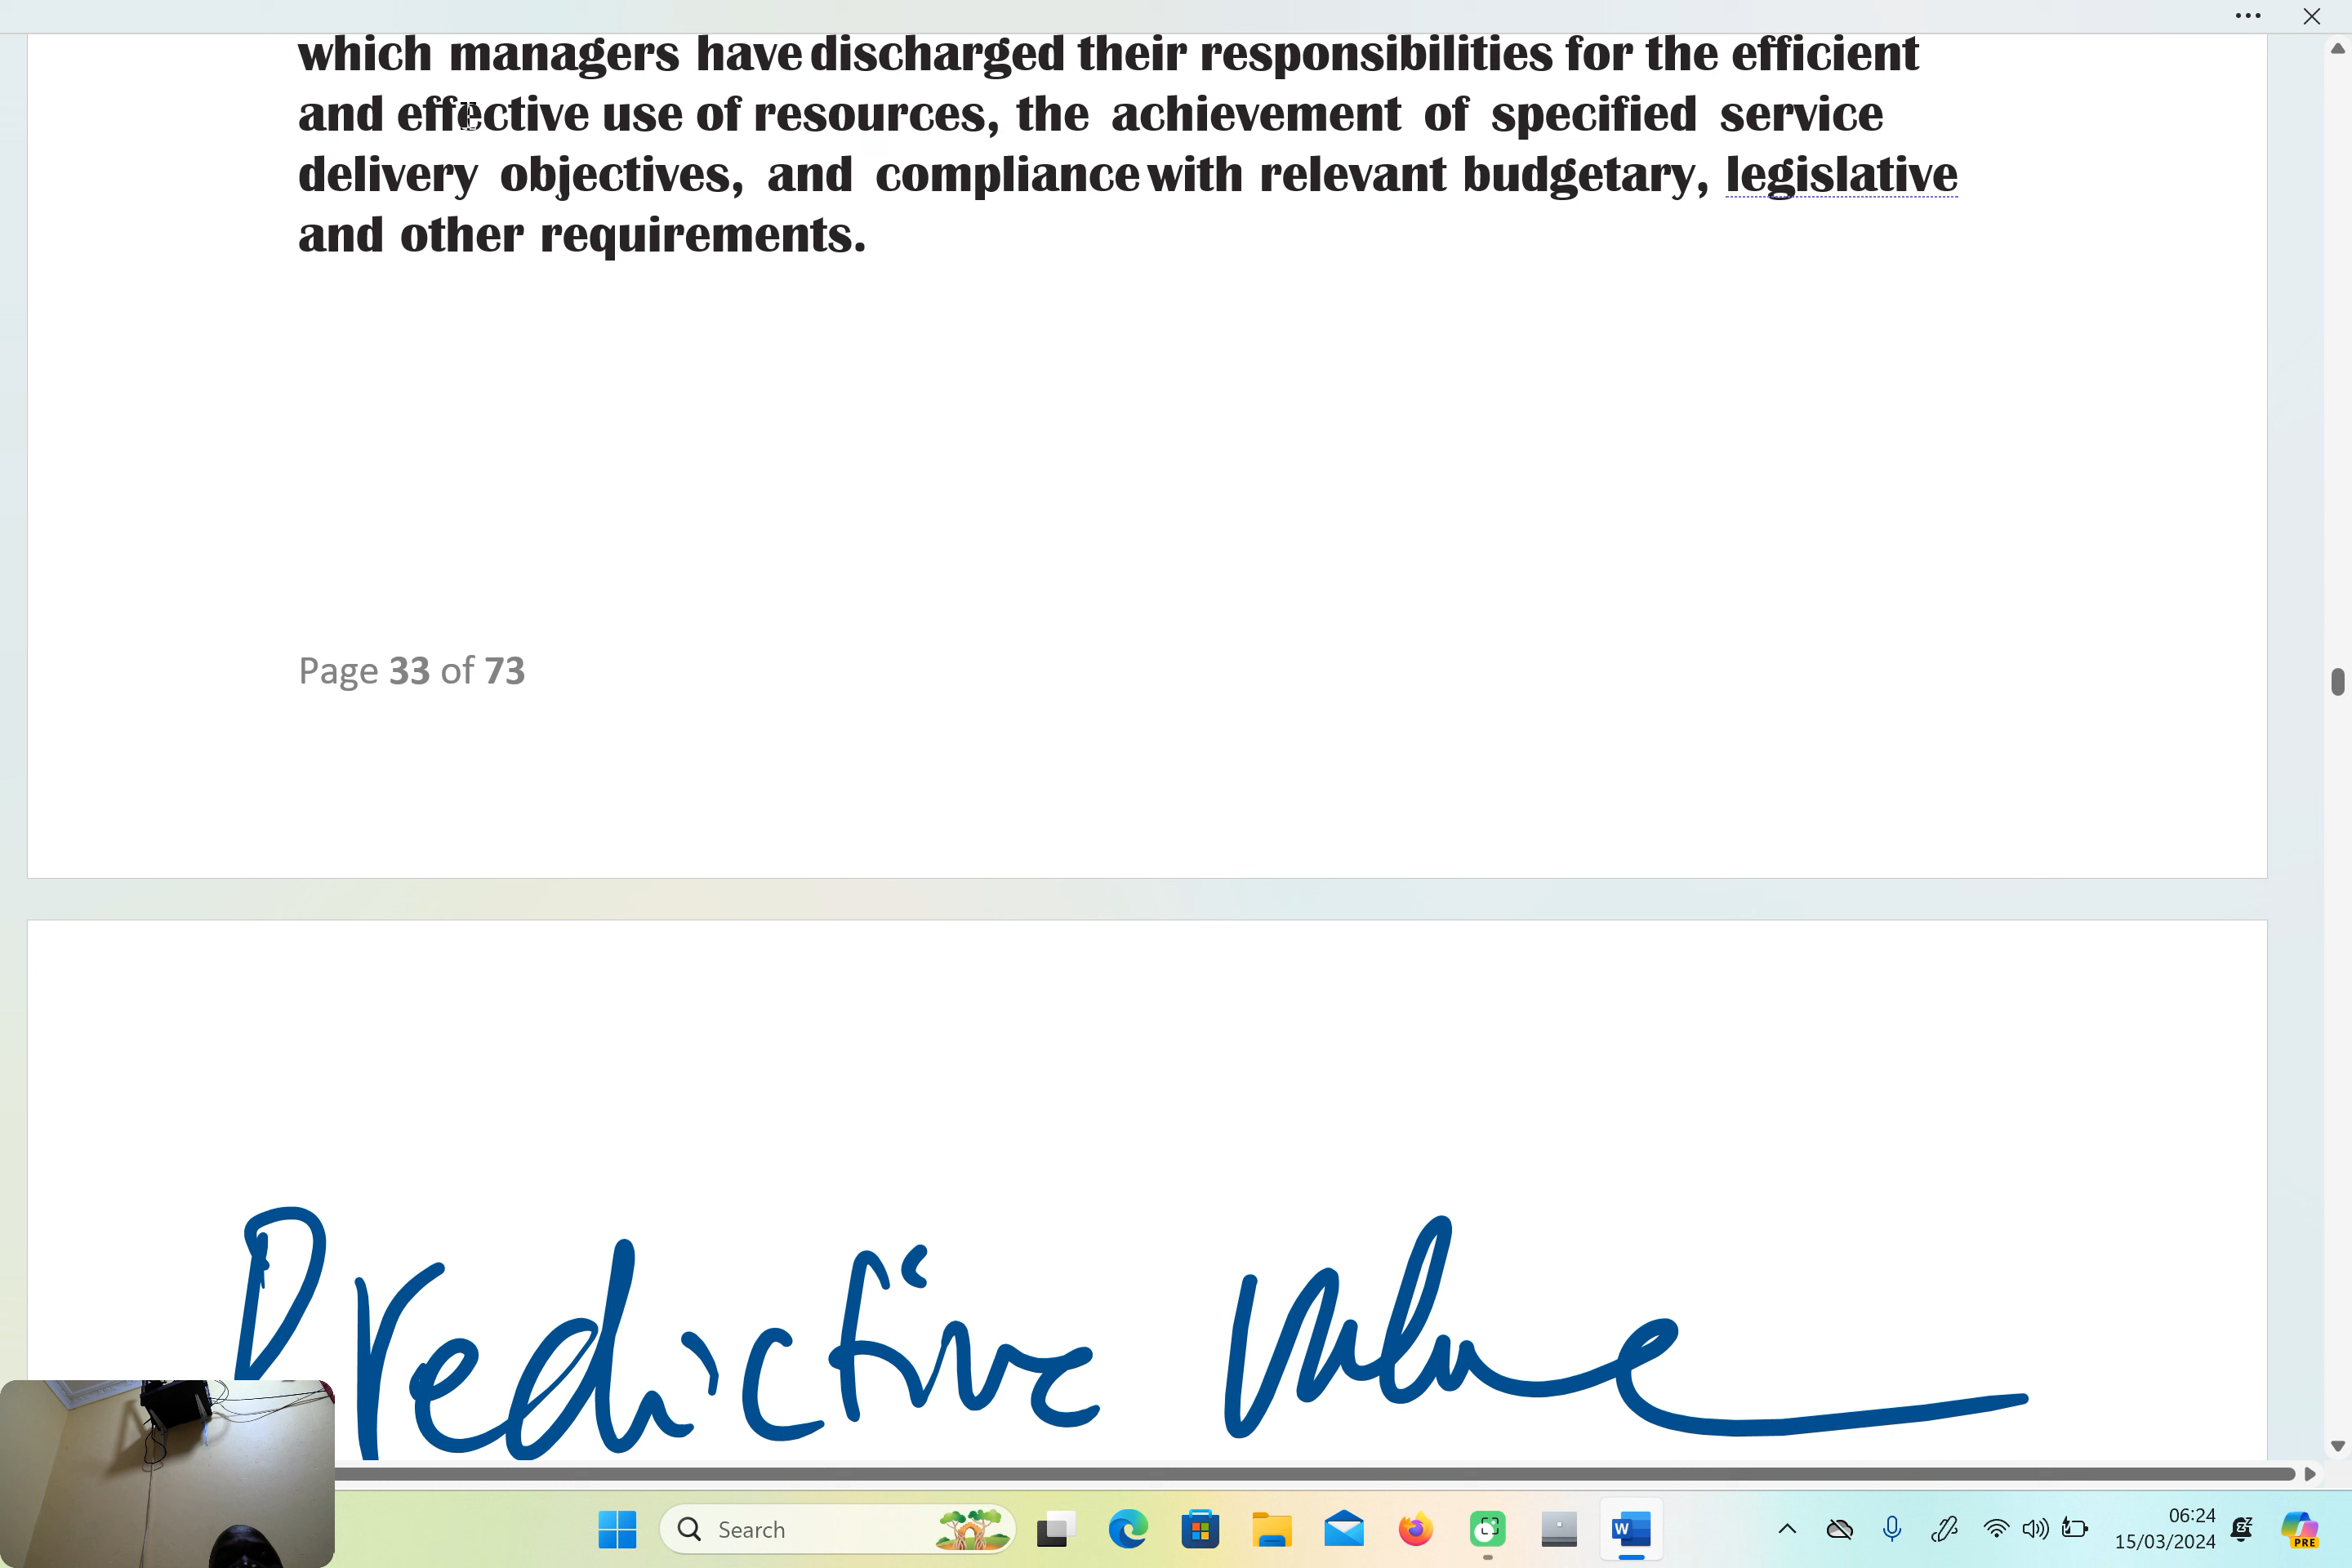 which managers have discharged their responsibilities for the efficient
and effective use of resources, the achievement of specified service
delivery objectives, and compliance with relevant budgetary, legislative
and other requirements.
Page 33 of 73
Predictive value
Search
W
06:24
15/03/2024
PRE